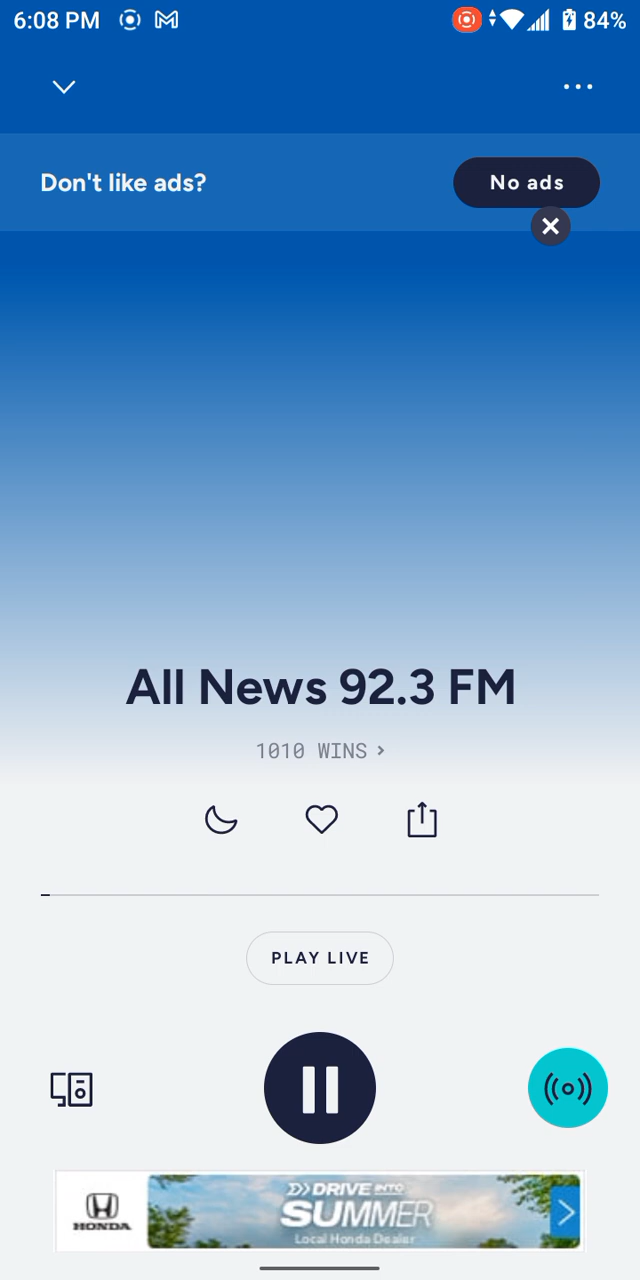 6:08 PM
84%
Don't like ads?
No ads
All News 92.3 FM
1010 WINS
PLAY LIVE
HONDA
DRIVE INTO
SUMMER
Local Honda Dealer